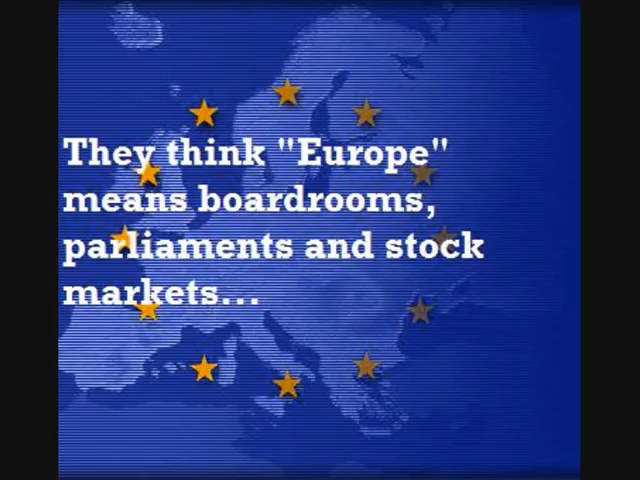 They think "Europe"
means boardrooms,
parliaments and stock
markets...